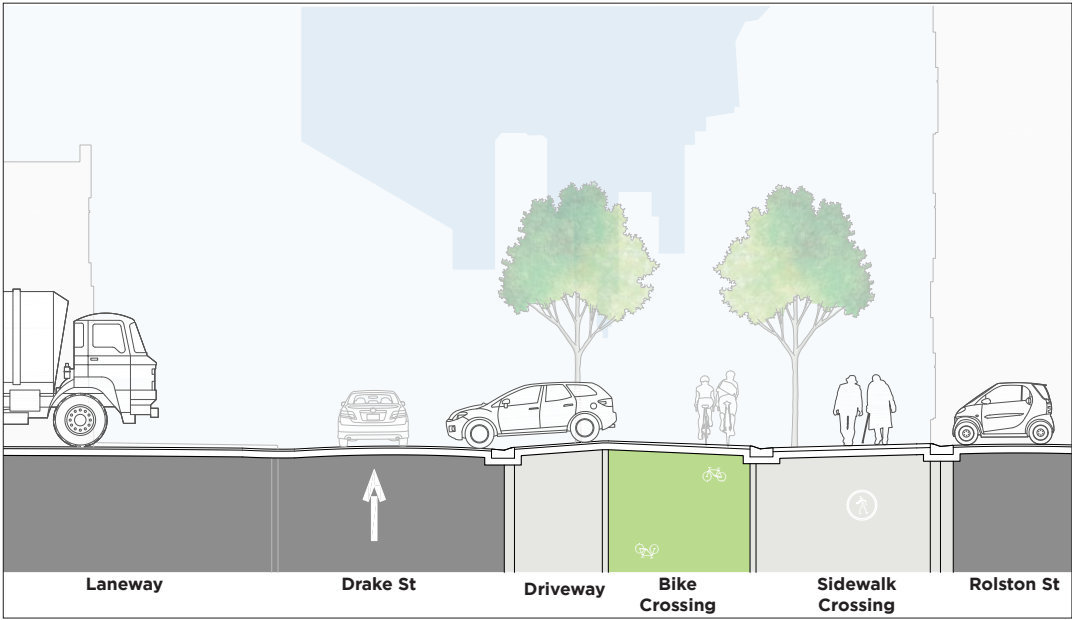 Laneway
Drake St
Driveway
Bike
Crossing
Sidewalk
Crossing
Rolston St